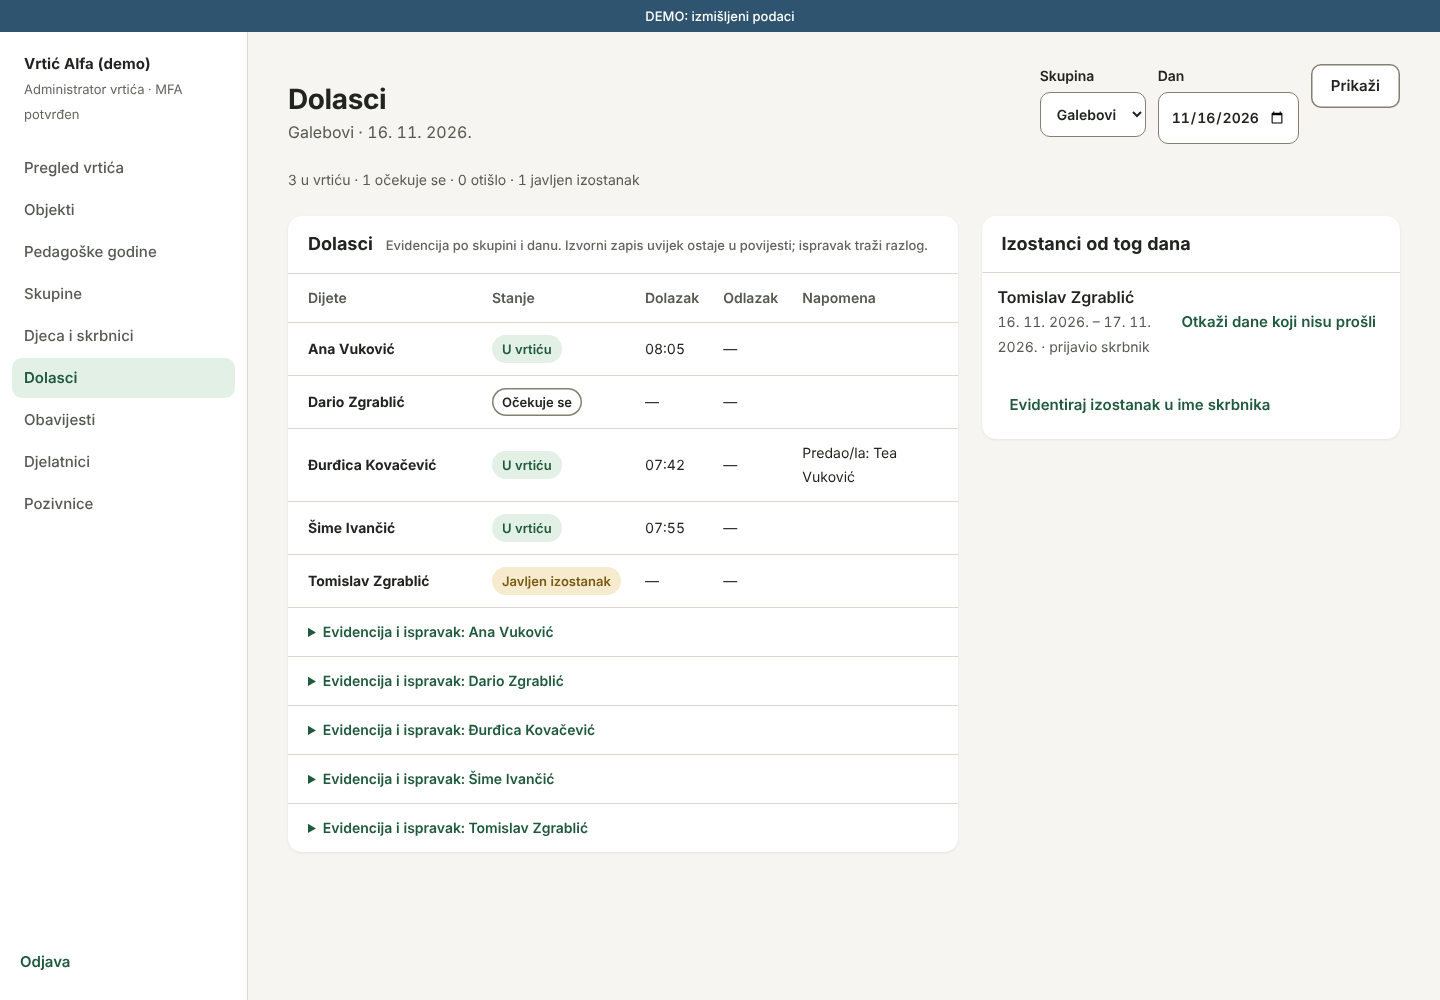 DEMO: izmišljeni podaci
Vrtić Alfa (demo)
Administrator vrtića · MFA
potvrđen
Pregled vrtića
Objekti
Pedagoške godine
Skupine
Djeca i skrbnici
Dolasci
Obavijesti
Djelatnici
Pozivnice
Odjava
Dolasci
Galebovi · 16. 11. 2026.
Skupina
Galebovi
Dan
11/16/2026
Prikaži
3 u vrtiću · 1 očekuje se · 0 otišlo · 1 javljen izostanak
Dolasci Evidencija po skupini i danu. Izvorni zapis uvijek ostaje u povijesti; ispravak traži razlog.
Dijete Stanje Dolazak Odlazak Napomena
Ana Vuković U vrtiću 08:05 —
Dario Zgrablić Očekuje se — —
Đurđica Kovačević U vrtiću 07:42 — Predao/la: Tea
Vuković
Šime Ivančić U vrtiću 07:55 —
Tomislav Zgrablić Javljen izostanak — —
Evidencija i ispravak: Ana Vuković
Evidencija i ispravak: Dario Zgrablić
Evidencija i ispravak: Đurđica Kovačević
Evidencija i ispravak: Šime Ivančić
Evidencija i ispravak: Tomislav Zgrablić
Izostanci od tog dana
Tomislav Zgrablić
16. 11. 2026. – 17. 11.
2026. · prijavio skrbnik
Otkaži dane koji nisu prošli
Evidentiraj izostanak u ime skrbnika